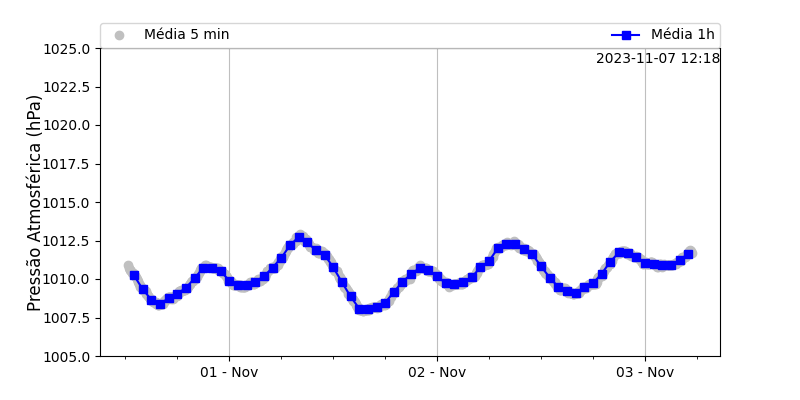 Média 5 min
Média 1h
2023-11-07 12:18
Pressão Atmosférica (hPa)
1025.0
1022.5
1020.0
1017.5
1015.0
1012.5
1010.0
1007.5
1005.0
01 - Nov
02 - Nov
03 - Nov